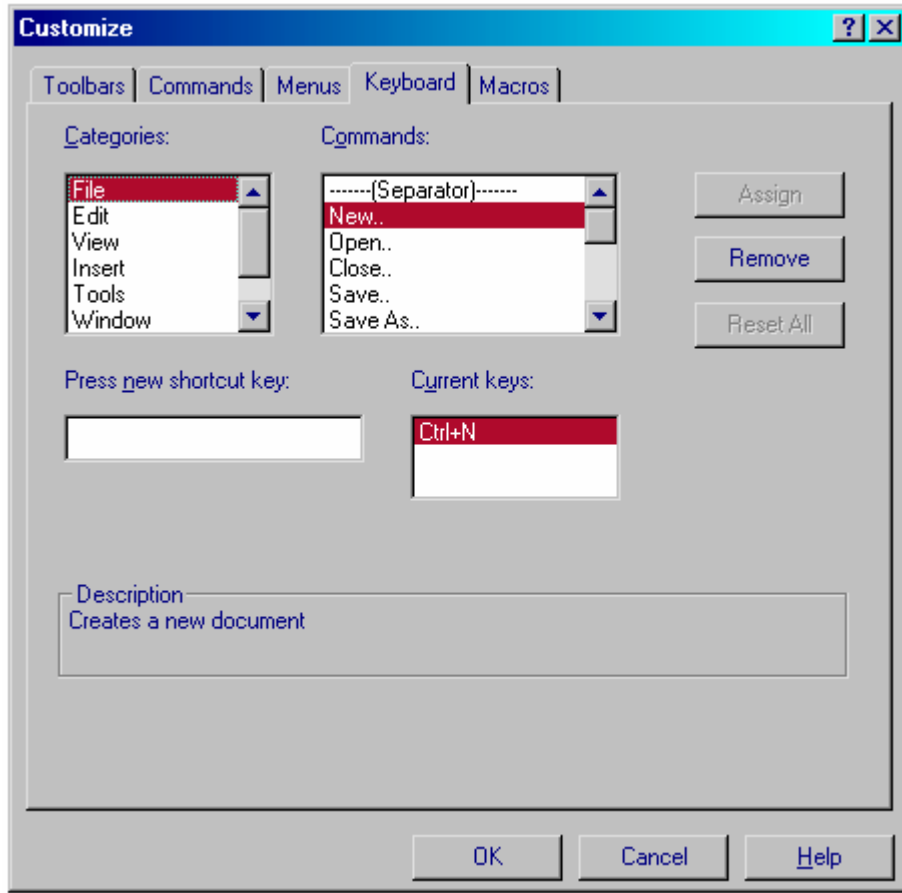 Customize
Toolbars Commands Menus Keyboard Macros
Categories: Commands:
File
Edit
View
Insert
Tools
Window
-------(Separator)-------
New..
Open..
Close..
Save..
Save As..
Assign
Remove
Reset All
Press new shortcut key:
Current keys:
Ctrl+N
Description
Creates a new document
OK Cancel Help